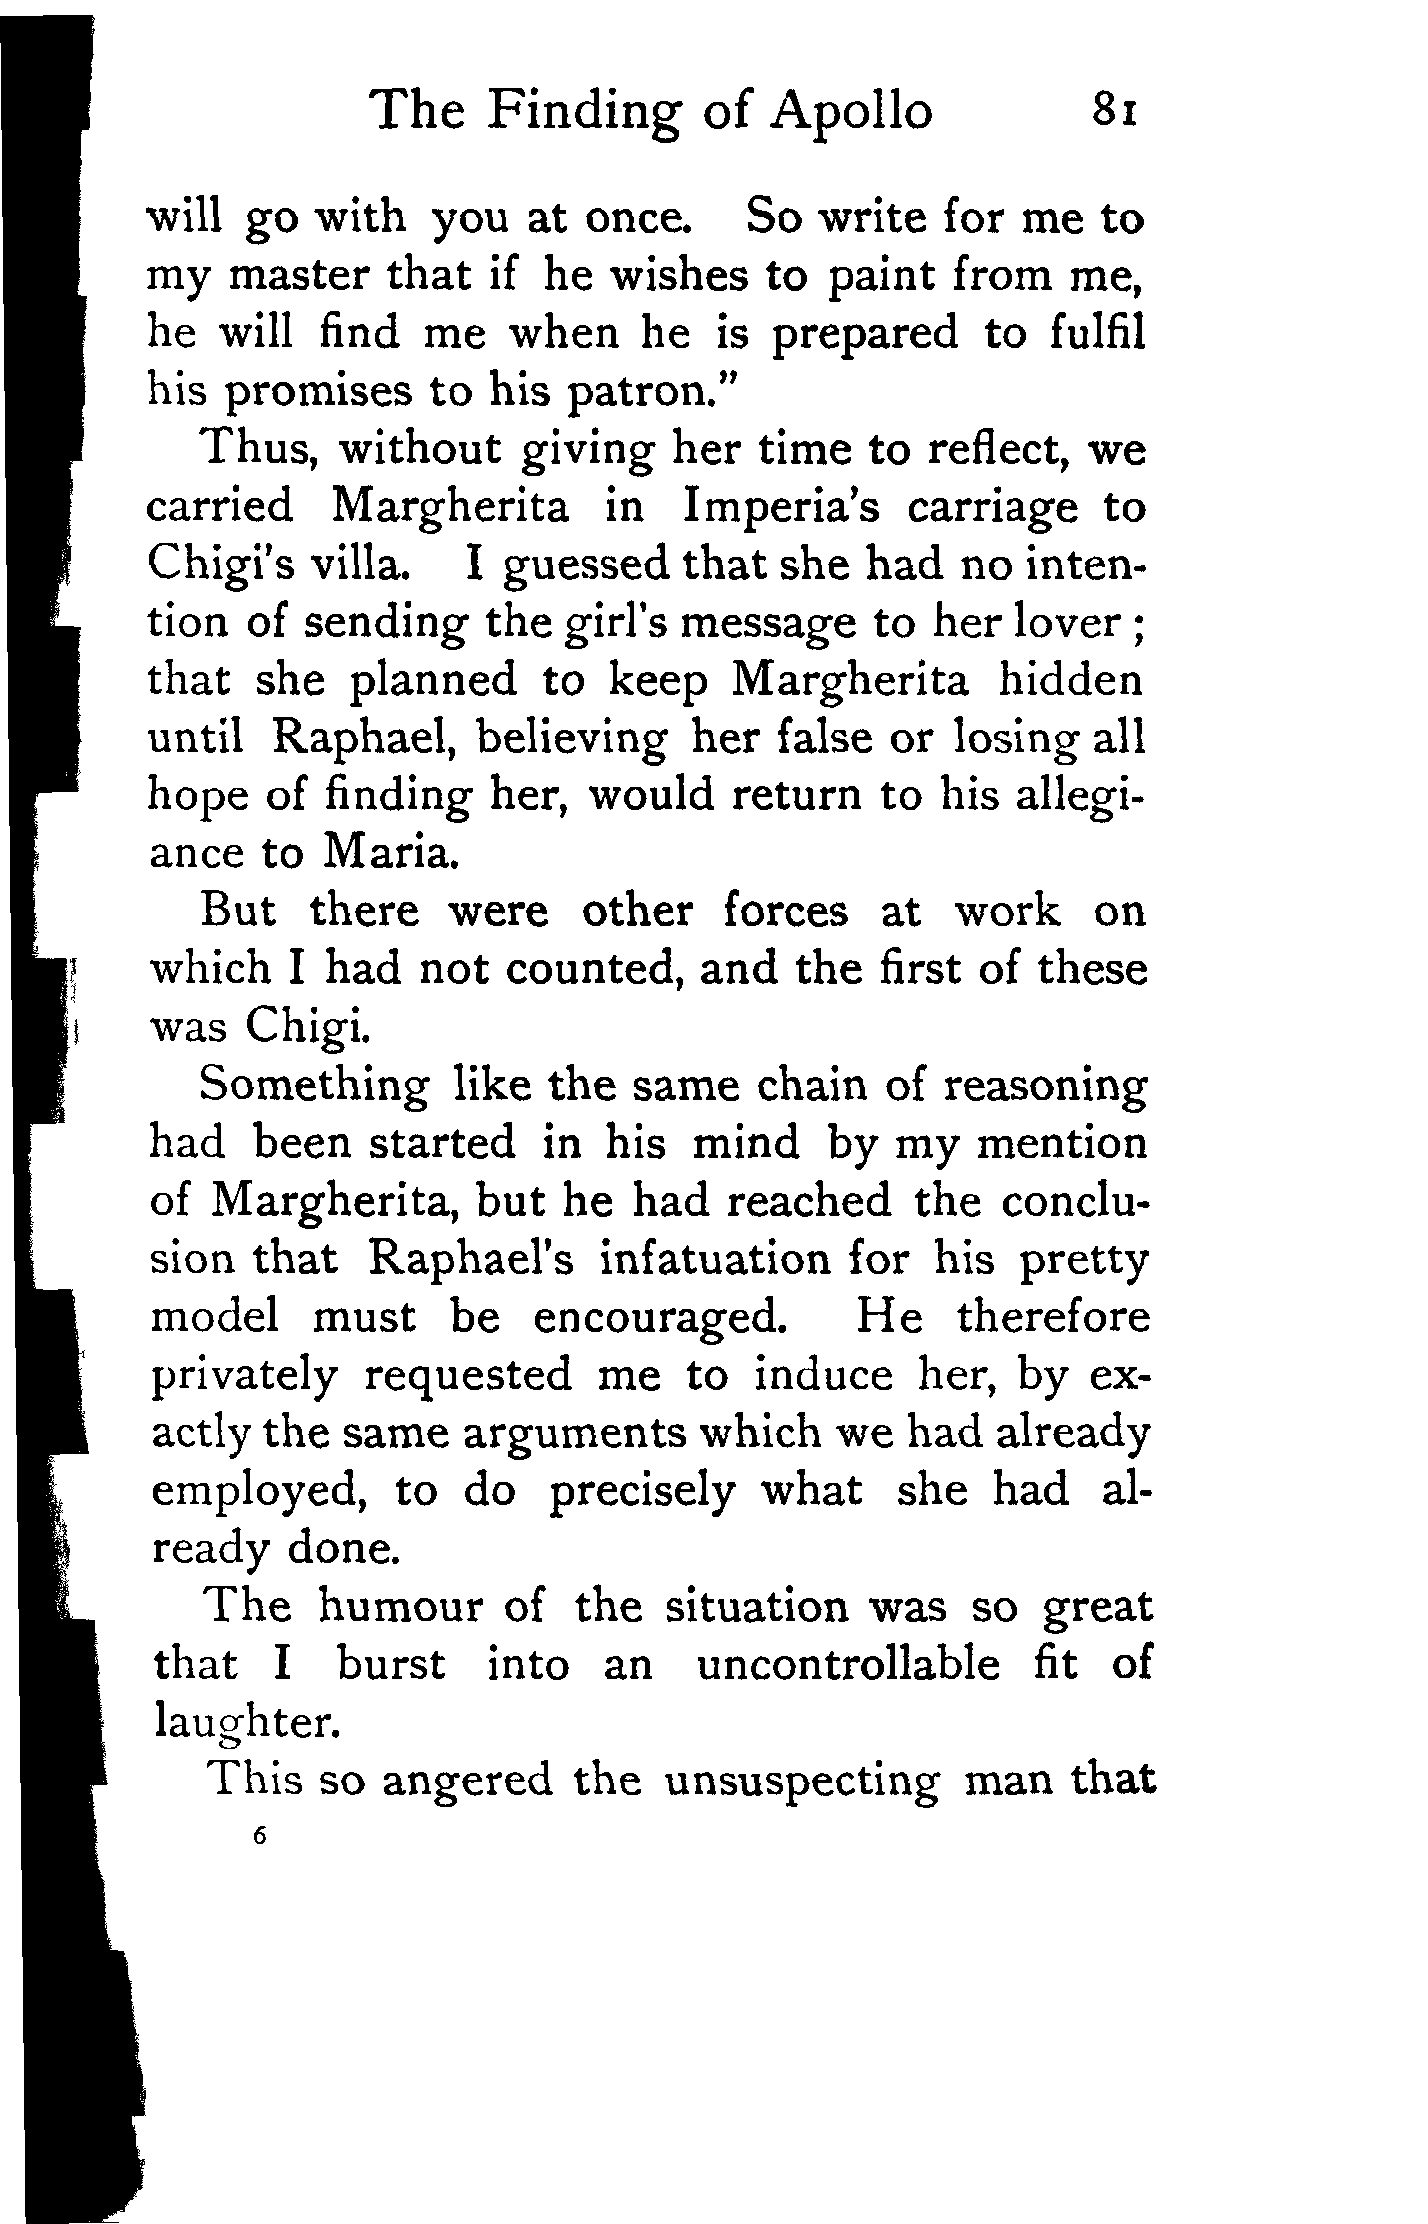 The Finding of Apollo 81
will go with you at once. So write for me to
my master that if he wishes to paint from me,
he will find me when he is prepared to fulfil
his promises to his patron."
Thus, without giving her time to reflect, we
carried Margherita in Imperia's carriage to
Chigi's villa. I guessed that she had no inten-
tion of sending the girl's message to her lover ;
that she planned to keep Margherita hidden
until Raphael, believing her false or losing all
hope of finding her, would return to his allegi-
ance to Maria.
But there were other forces at work on
which I had not counted, and the first of these
was Chigi.
Something like the same chain of reasoning
had been started in his mind by my mention
of Margherita, but he had reached the conclu-
sion that Raphael's infatuation for his pretty
model must be encouraged. He therefore
privately requested me to induce her, by ex-
actly the same arguments which we had already
employed, to do precisely what she had al-
ready done.
The humour of the situation was so great
that I burst into an uncontrollable fit of
laughter.
This so angered the unsuspecting man that
6